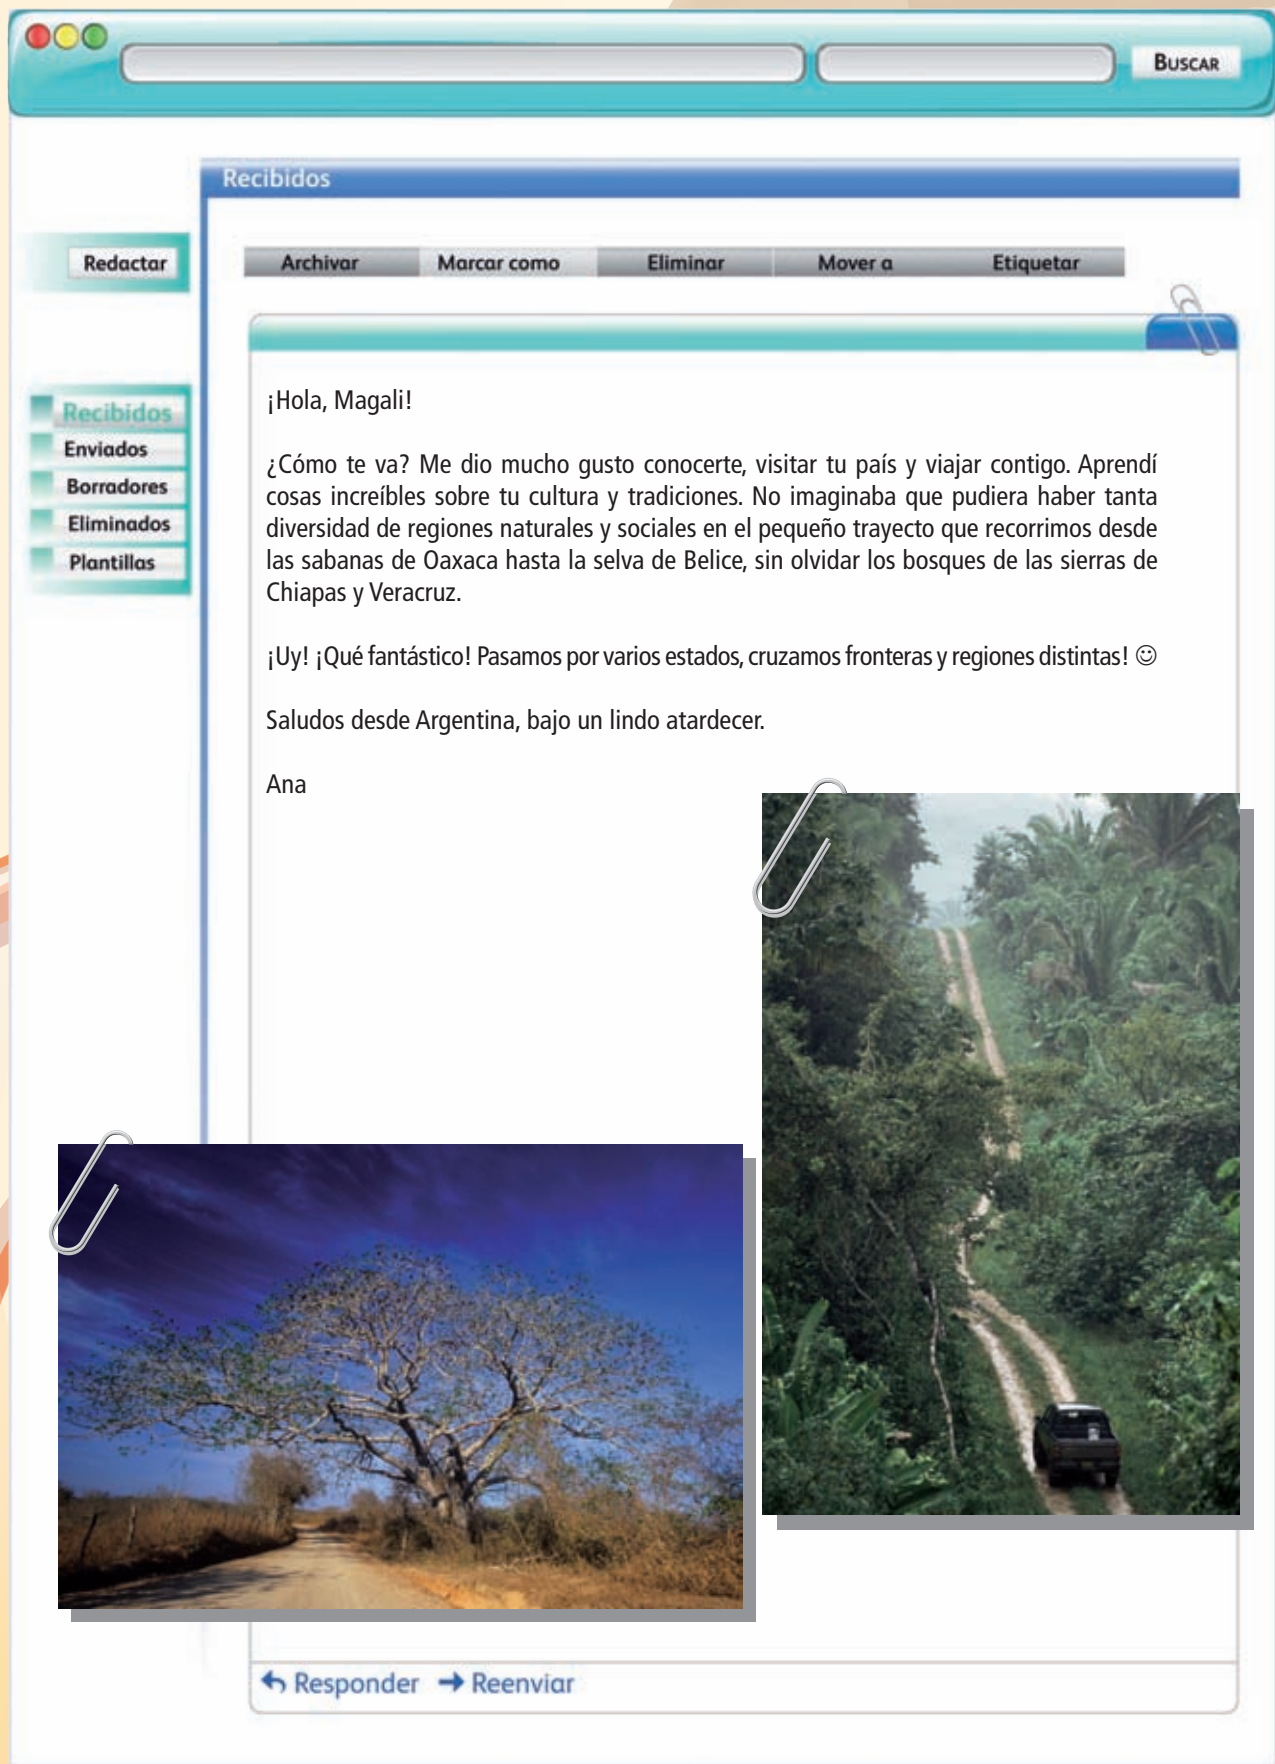 BUSCAR
Recibidos
Redactar
Archivar Marcar como Eliminar Mover a Etiquetar
Recibidos
Enviados
Borradores
Eliminados
Plantillas
¡Hola, Magali!
¿Cómo te va? Me dio mucho gusto conocerte, visitar tu país y viajar contigo. Aprendí
cosas increíbles sobre tu cultura y tradiciones. No imaginaba que pudiera haber tanta
diversidad de regiones naturales y sociales en el pequeño trayecto que recorrimos desde
las sabanas de Oaxaca hasta la selva de Belice, sin olvidar los bosques de las sierras de
Chiapas y Veracruz.
¡Uy! ¡Qué fantástico! Pasamos por varios estados, cruzamos fronteras y regiones distintas! ☺
Saludos desde Argentina, bajo un lindo atardecer.
Ana
Responder Reenviar